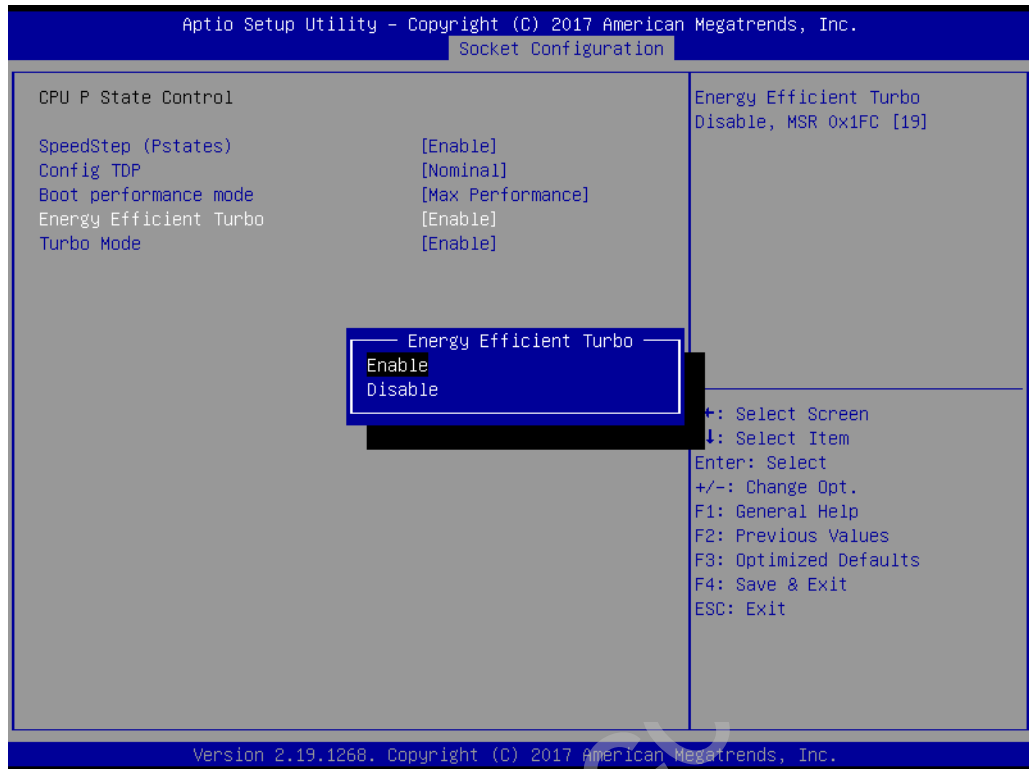 Aptio Setup Utility – Copyright (C) 2017 American Megatrends, Inc.
Socket Configuration
CPU P State Control
SpeedStep (Pstates) [Enable]
Config TDP [Nominal]
Boot performance mode [Max Performance]
Energy Efficient Turbo [Enable]
Turbo Mode [Enable]
Energy Efficient Turbo
Disable, MSR 0x1FC [19]
Energy Efficient Turbo
Enable
Disable
: Select Screen
↓: Select Item
Enter: Select
+/-: Change Opt.
F1: General Help
F2: Previous Values
F3: Optimized Defaults
F4: Save & Exit
ESC: Exit
Version 2.19.1268. Copyright (C) 2017 American Megatrends, Inc.